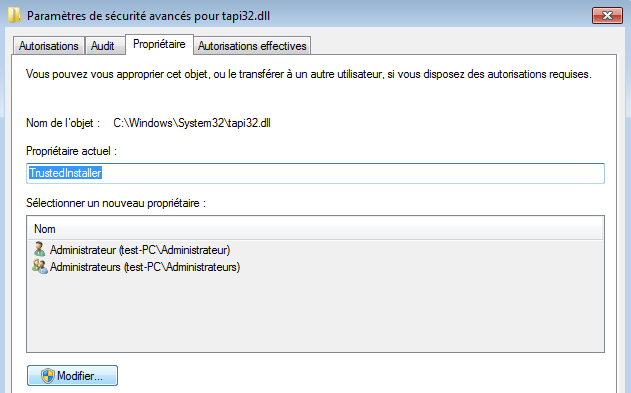 Paramètres de sécurité avancés pour tapi32.dll
Autorisations Audit Propriétaire Autorisations effectives
Vous pouvez vous approprier cet objet, ou le transférer à un autre utilisateur, si vous disposez des autorisations requises.
Nom de l'objet : C:\Windows\System32\tapi32.dll
Propriétaire actuel :
TrustedInstaller
Sélectionner un nouveau propriétaire :
Nom
Administrateur (test-PC\Administrateur)
Administrateurs (test-PC\Administrateurs)
Modifier...